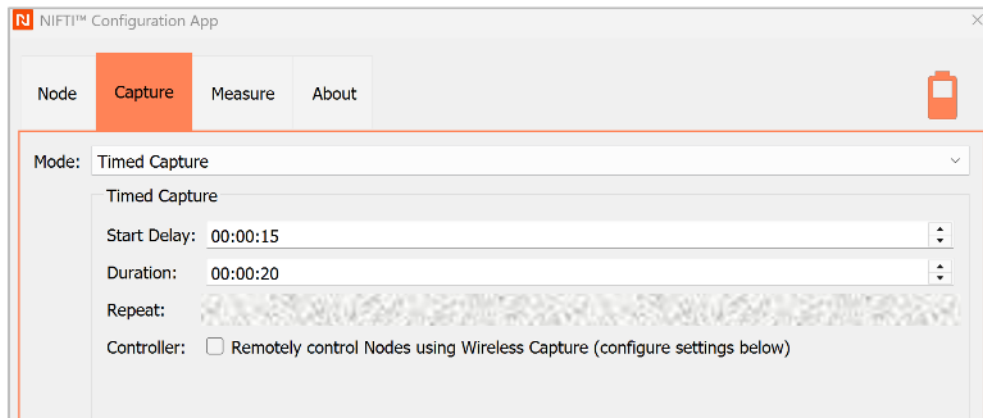 NIFTI™ Configuration App
Node Capture Measure About
Mode: Timed Capture
Timed Capture
Start Delay: 00:00:15
Duration: 00:00:20
Repeat:
Controller: Remotely control Nodes using Wireless Capture (configure settings below)